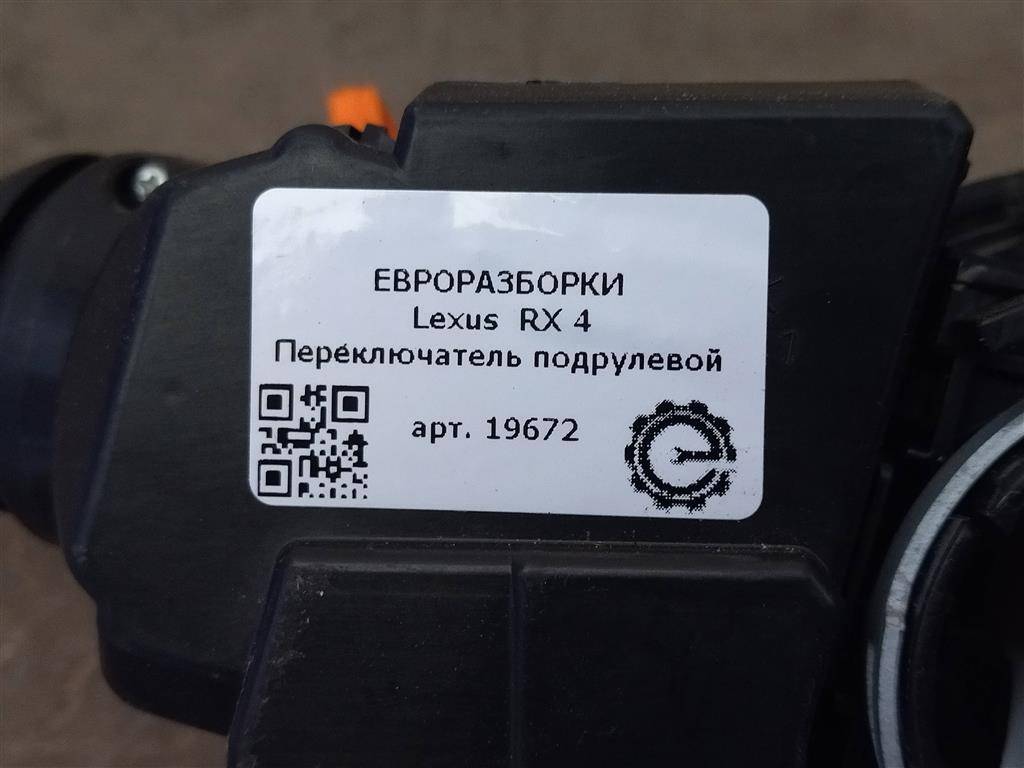 ЕВРОРАЗБОРКИ
Lexus RX 4
Переключатель подрулевой
арт. 19672